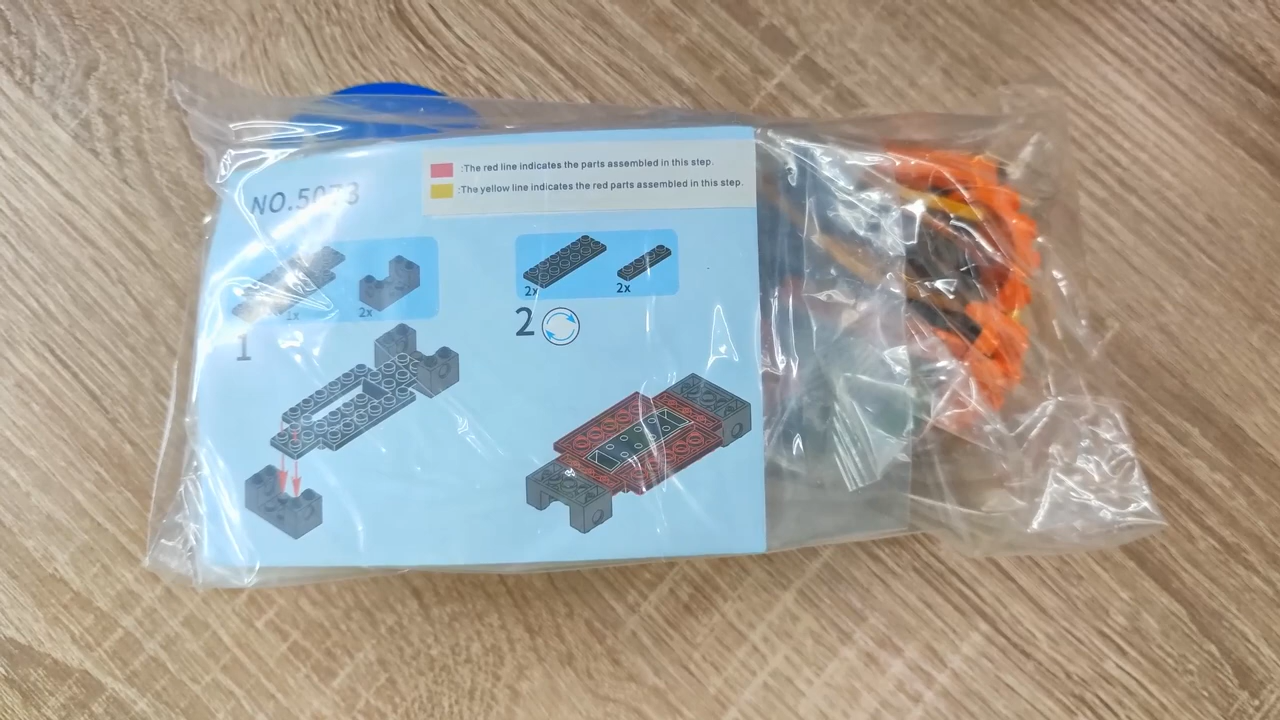 :The red line indicates the parts assembled in this step.
:The yellow line indicates the red parts assembled in this step.
NO.5073
1x
2x
2x
2x
1
2